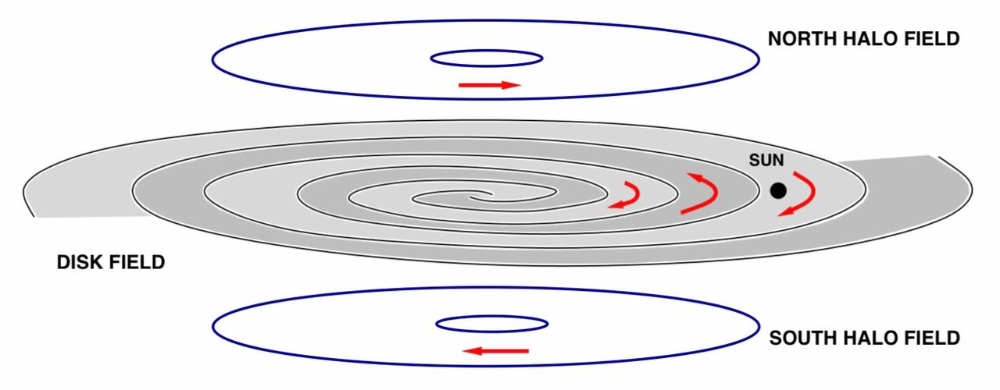 NORTH HALO FIELD
SUN
DISK FIELD
SOUTH HALO FIELD